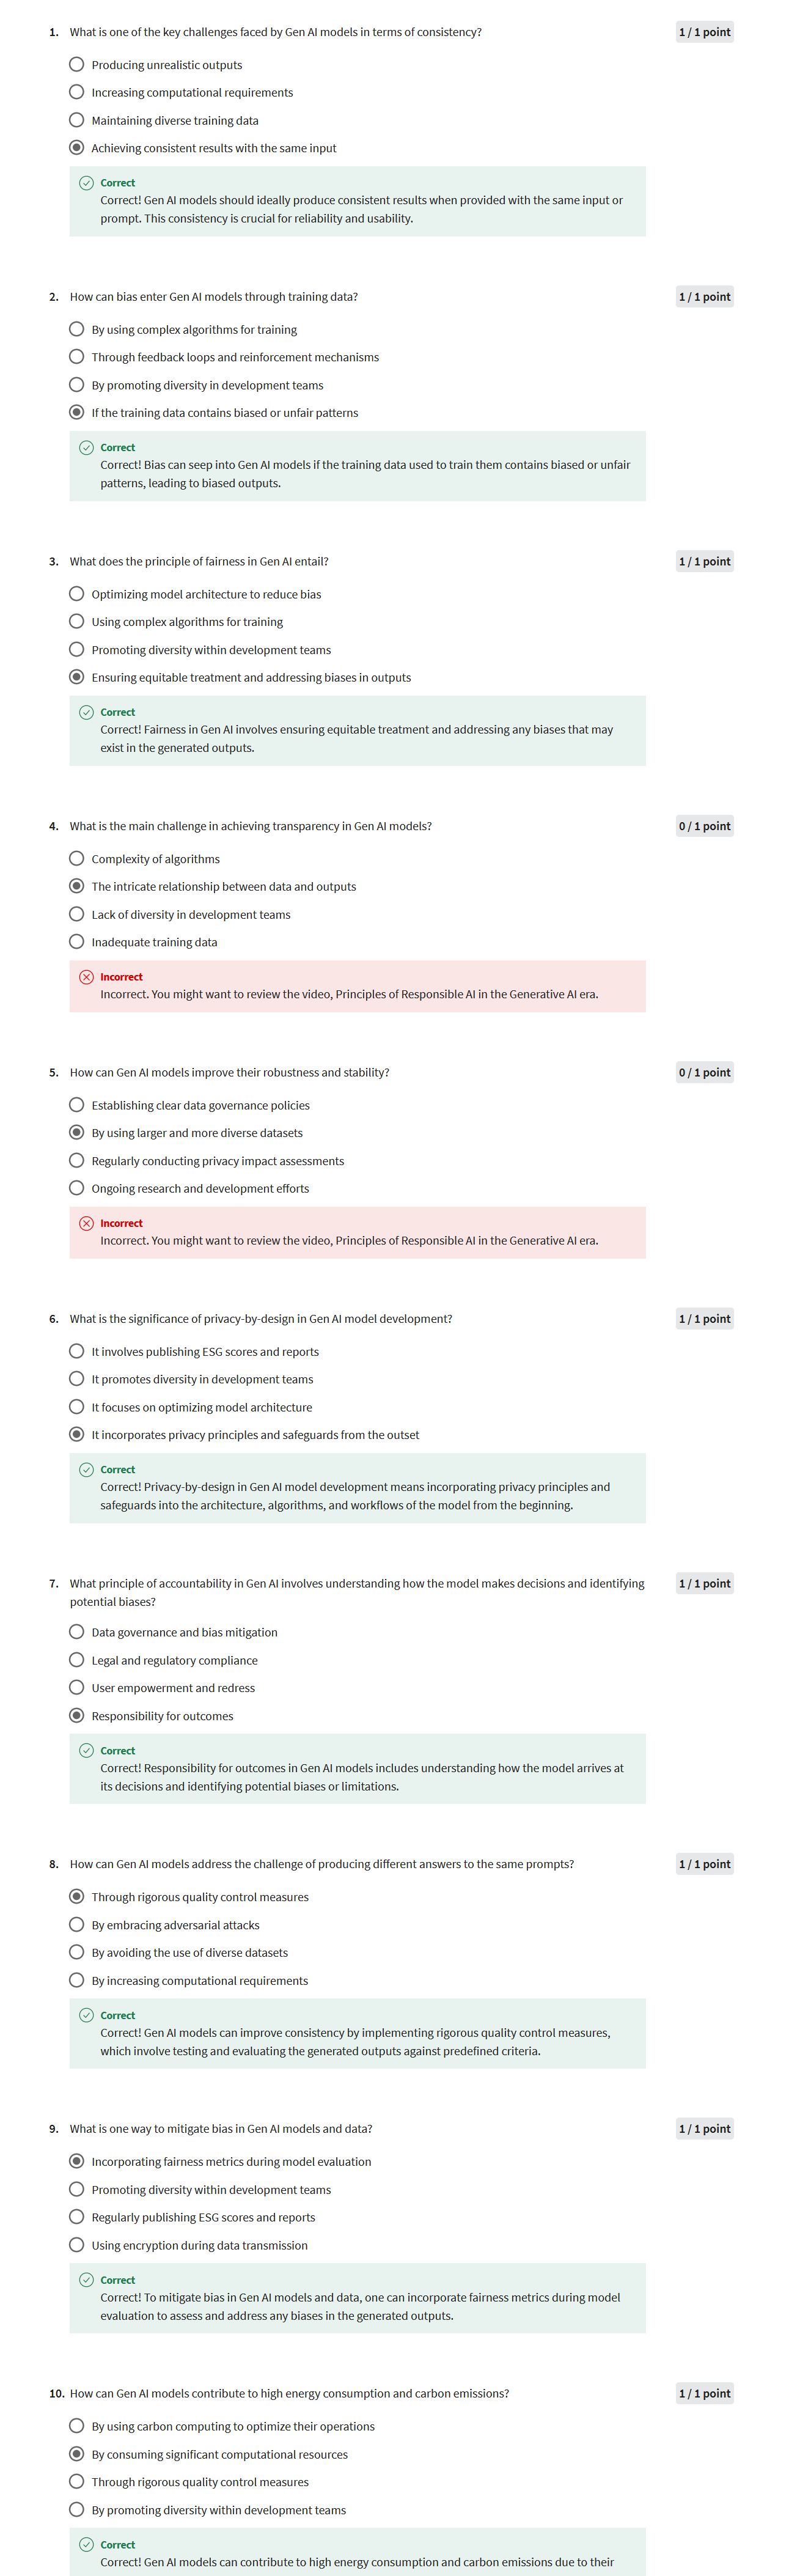 1. What is one of the key challenges faced by Gen AI models in terms of consistency? 1 / 1 point
Producing unrealistic outputs
Increasing computational requirements
Maintaining diverse training data
Achieving consistent results with the same input
Correct
Correct! Gen AI models should ideally produce consistent results when provided with the same input or
prompt. This consistency is crucial for reliability and usability.
2. How can bias enter Gen AI models through training data? 1 / 1 point
By using complex algorithms for training
Through feedback loops and reinforcement mechanisms
By promoting diversity in development teams
If the training data contains biased or unfair patterns
Correct
Correct! Bias can seep into Gen AI models if the training data used to train them contains biased or unfair
patterns, leading to biased outputs.
3. What does the principle of fairness in Gen AI entail? 1 / 1 point
Optimizing model architecture to reduce bias
Using complex algorithms for training
Promoting diversity within development teams
Ensuring equitable treatment and addressing biases in outputs
Correct
Correct! Fairness in Gen AI involves ensuring equitable treatment and addressing any biases that may
exist in the generated outputs.
4. What is the main challenge in achieving transparency in Gen AI models? 0 / 1 point
Complexity of algorithms
The intricate relationship between data and outputs
Lack of diversity in development teams
Inadequate training data
Incorrect
Incorrect. You might want to review the video, Principles of Responsible AI in the Generative AI era.
5. How can Gen AI models improve their robustness and stability? 0 / 1 point
Establishing clear data governance policies
By using larger and more diverse datasets
Regularly conducting privacy impact assessments
Ongoing research and development efforts
Incorrect
Incorrect. You might want to review the video, Principles of Responsible AI in the Generative AI era.
6. What is the significance of privacy-by-design in Gen AI model development? 1 / 1 point
It involves publishing ESG scores and reports
It promotes diversity in development teams
It focuses on optimizing model architecture
It incorporates privacy principles and safeguards from the outset
Correct
Correct! Privacy-by-design in Gen AI model development means incorporating privacy principles and
safeguards into the architecture, algorithms, and workflows of the model from the beginning.
7. What principle of accountability in Gen AI involves understanding how the model makes decisions and identifying 1 / 1 point
potential biases?
Data governance and bias mitigation
Legal and regulatory compliance
User empowerment and redress
Responsibility for outcomes
Correct
Correct! Responsibility for outcomes in Gen AI models includes understanding how the model arrives at
its decisions and identifying potential biases or limitations.
8. How can Gen AI models address the challenge of producing different answers to the same prompts? 1 / 1 point
Through rigorous quality control measures
By embracing adversarial attacks
By avoiding the use of diverse datasets
By increasing computational requirements
Correct
Correct! Gen AI models can improve consistency by implementing rigorous quality control measures,
which involve testing and evaluating the generated outputs against predefined criteria.
9. What is one way to mitigate bias in Gen AI models and data? 1 / 1 point
Incorporating fairness metrics during model evaluation
Promoting diversity within development teams
Regularly publishing ESG scores and reports
Using encryption during data transmission
Correct
Correct! To mitigate bias in Gen AI models and data, one can incorporate fairness metrics during model
evaluation to assess and address any biases in the generated outputs.
10. How can Gen AI models contribute to high energy consumption and carbon emissions? 1 / 1 point
By using carbon computing to optimize their operations
By consuming significant computational resources
Through rigorous quality control measures
By promoting diversity within development teams
Correct
Correct! Gen AI models can contribute to high energy consumption and carbon emissions due to their